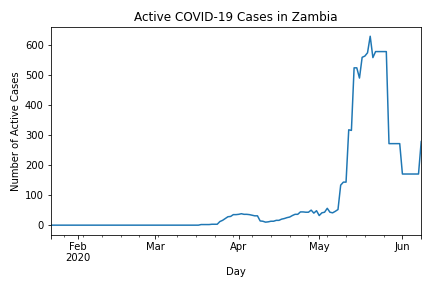 Active COVID-19 Cases in Zambia
Number of Active Cases
600
500
400
300
200
100
0
Feb
2020
Mar
Apr
May
Jun
Day